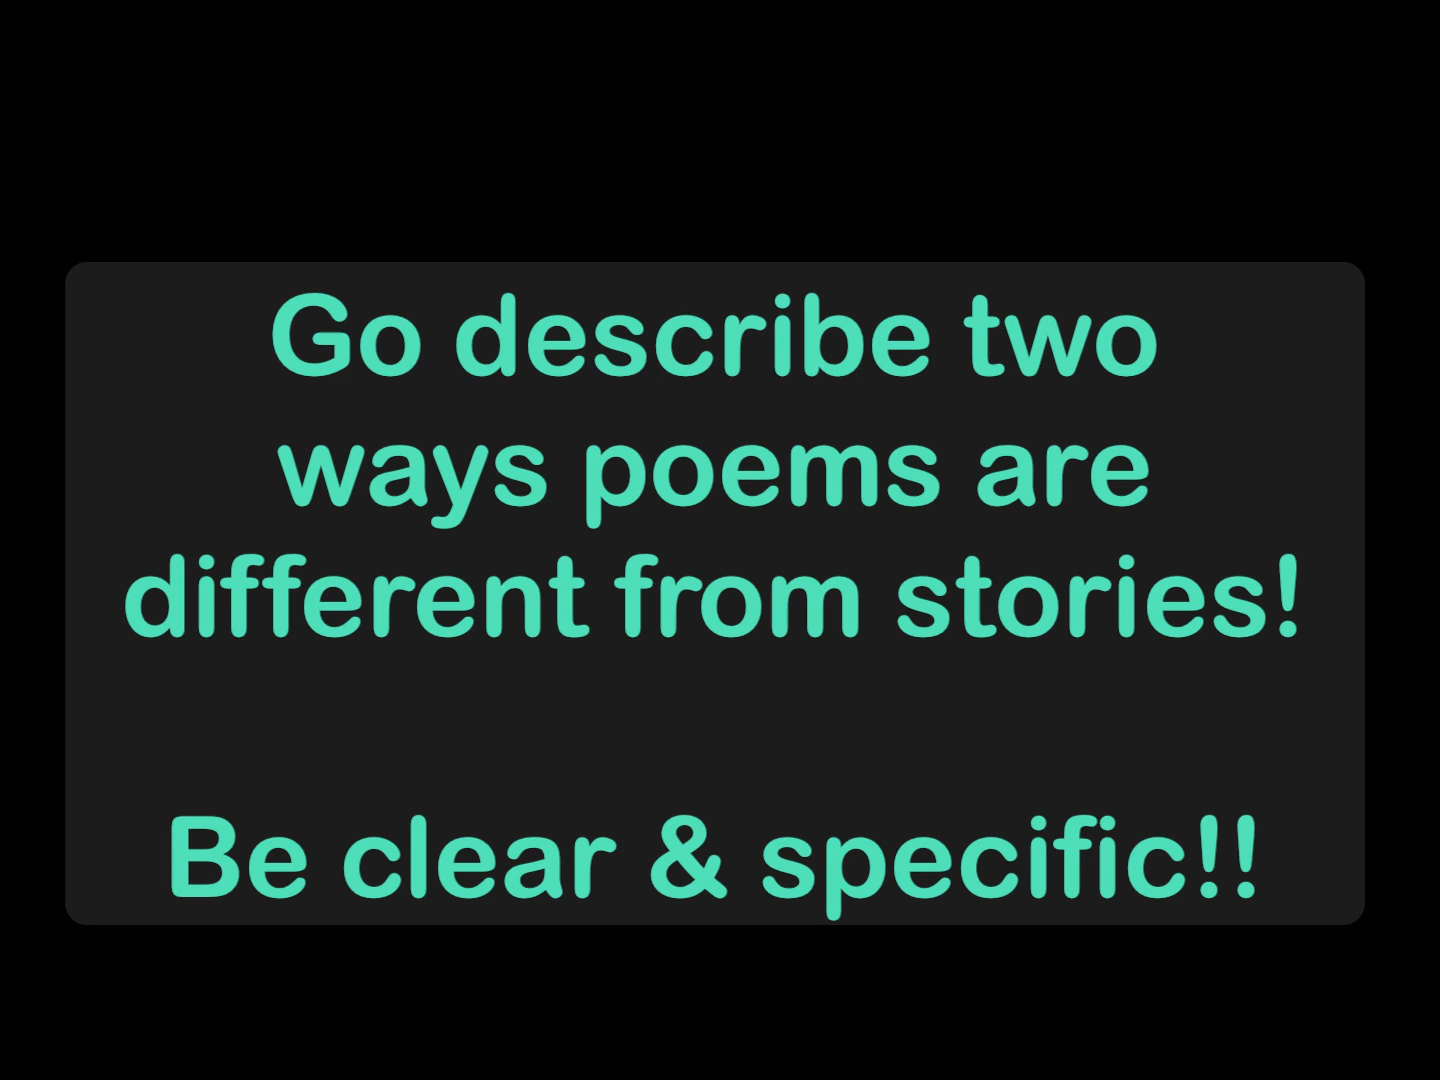 Go describe two
ways poems are
different from stories!
Be clear & specific!!